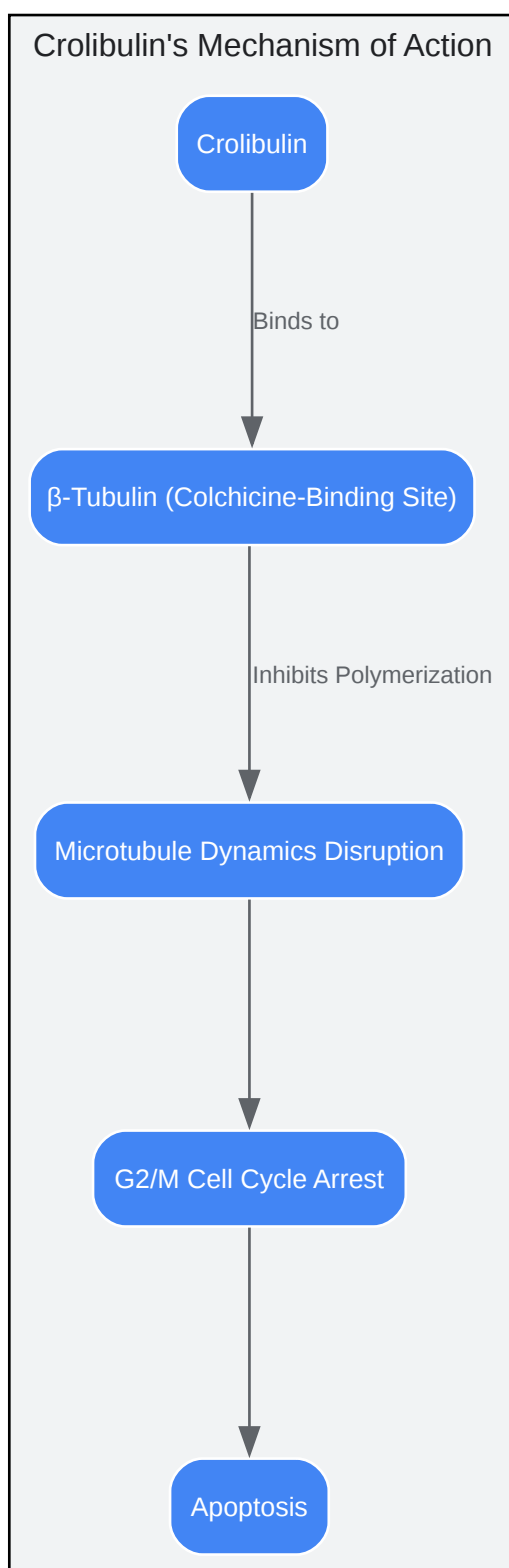 Crolibulin's Mechanism of Action
Crolibulin
Binds to
β-Tubulin (Colchicine-Binding Site)
Inhibits Polymerization
Microtubule Dynamics Disruption
G2/M Cell Cycle Arrest
Apoptosis